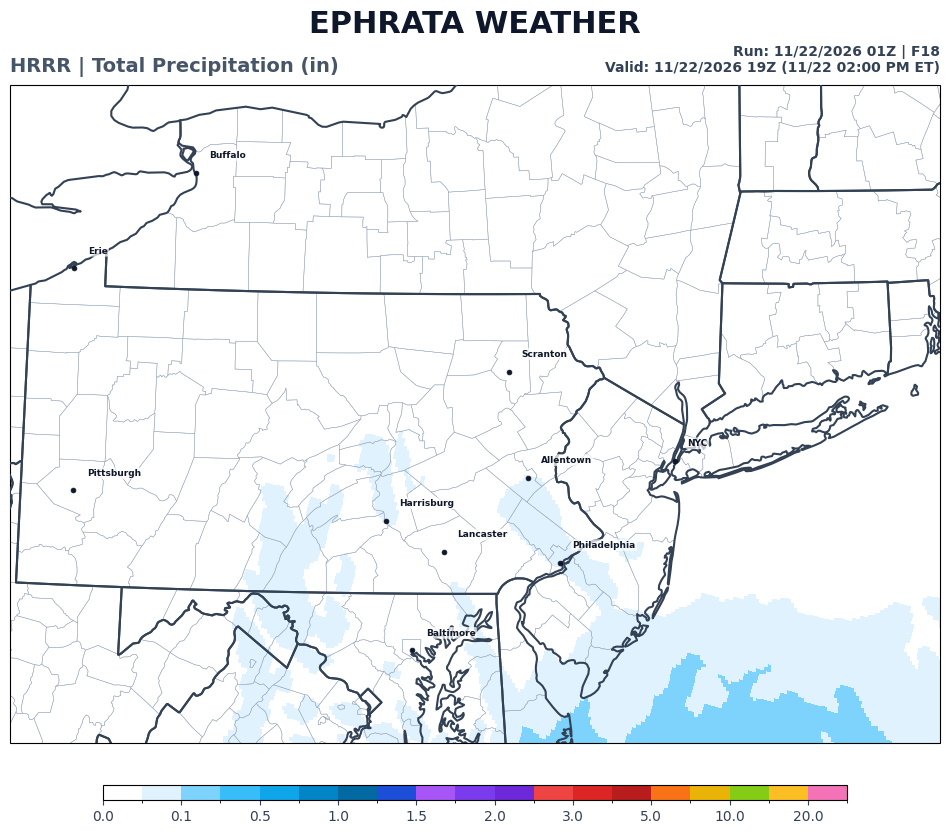 EPHRATA WEATHER
Run: 11/22/2026 01Z | F18
HRRR | Total Precipitation (in)
Valid: 11/22/2026 19Z (11/22 02:00 PM ET)
Buffalo
Erie
Scranton
NYC
Allentown
Pittsburgh
Harrisburg
Lancaster
Philadelphia
Baltimore
0.0 0.1 0.5 1.0 1.5 2.0 3.0 5.0 10.0 20.0